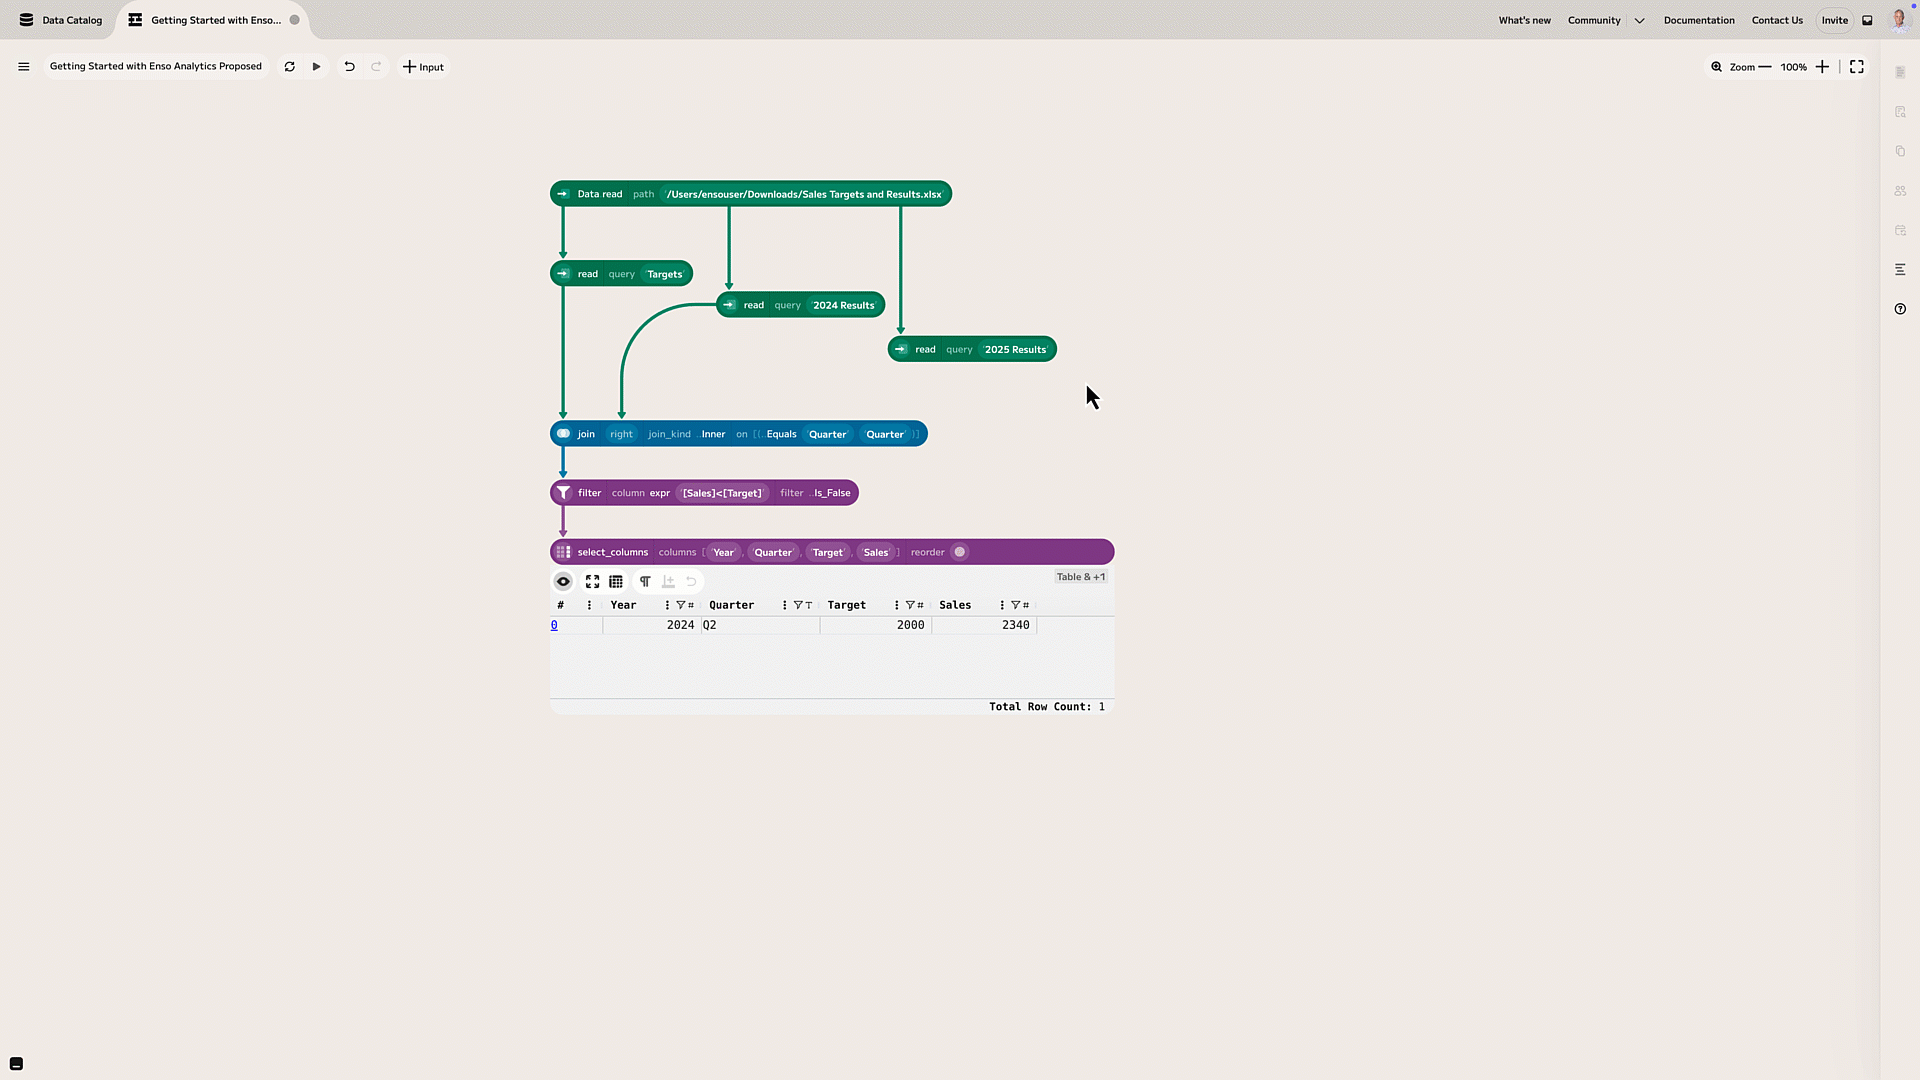 Data Catalog
Getting Started with Enso...
What's new
Community
Documentation
Contact Us
Invite
Getting Started with Enso Analytics Proposed
Input
Zoom
100%
Data read path '/Users/ensouser/Downloads/Sales Targets and Results.xlsx'
read query 'Targets'
read query '2024 Results'
read query '2025 Results'
join right join_kind ..Inner on [(..Equals 'Quarter' 'Quarter')]
filter column expr '[Sales]<[Target]' filter ..Is_False
select_columns columns ['Year', 'Quarter', 'Target', 'Sales'] reorder
Table & +1
# Year # Quarter T Target # Sales #
0 2024 Q2 2000 2340
Total Row Count: 1